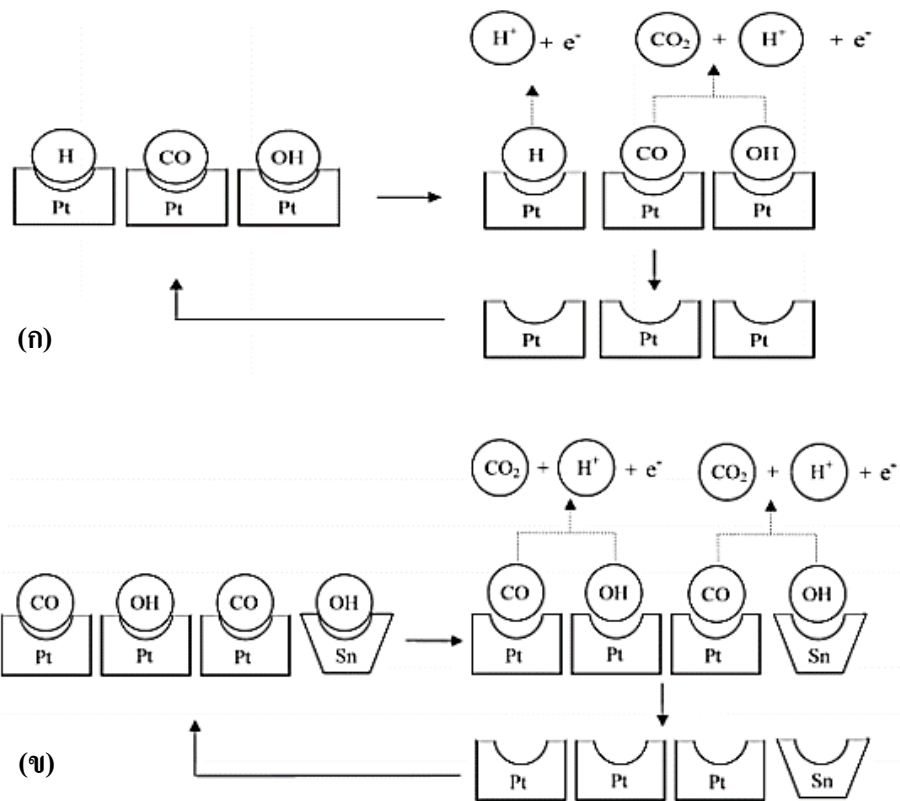 H⁺ + e⁻ CO₂ + H⁺ + e⁻
H CO OH H CO OH
Pt Pt Pt Pt Pt Pt
(ก) Pt Pt Pt
CO₂ + H⁺ + e⁻ CO₂ + H⁺ + e⁻
CO OH CO OH CO OH CO OH
Pt Pt Pt Sn Pt Pt Pt Sn
(ข) Pt Pt Pt Sn